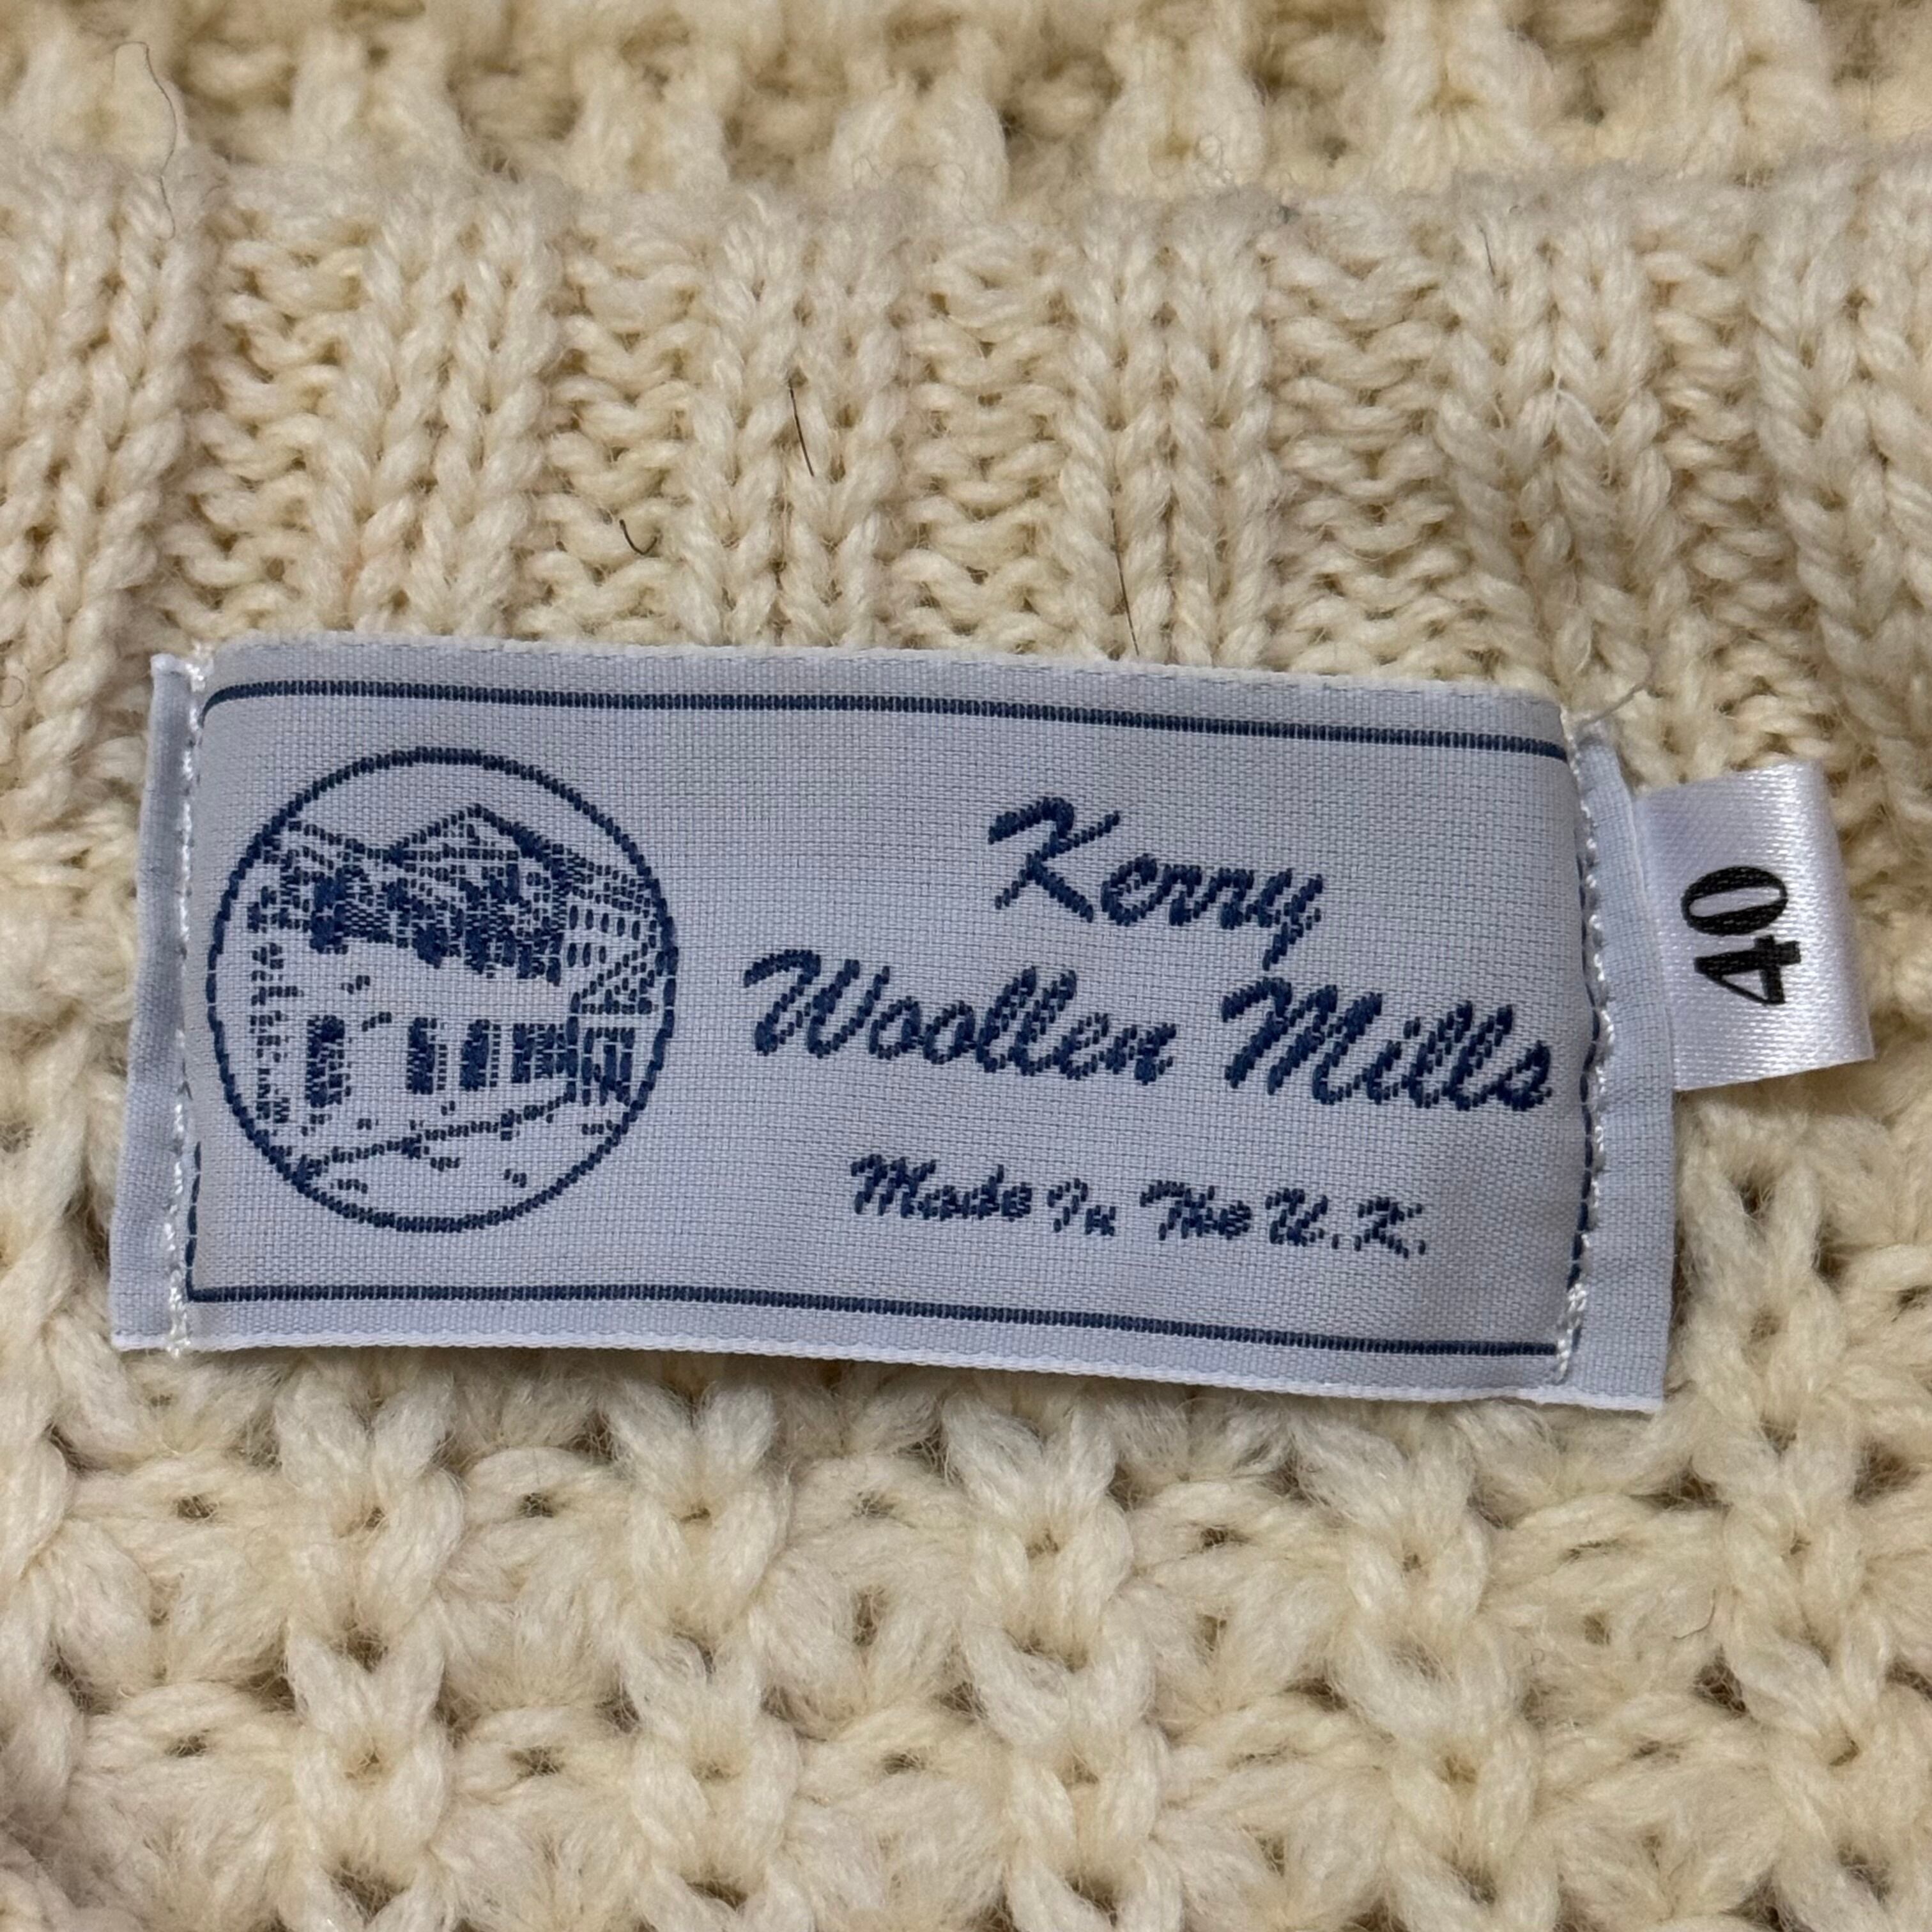 Kerry
Woollen Mills
Made In The U.K.
40